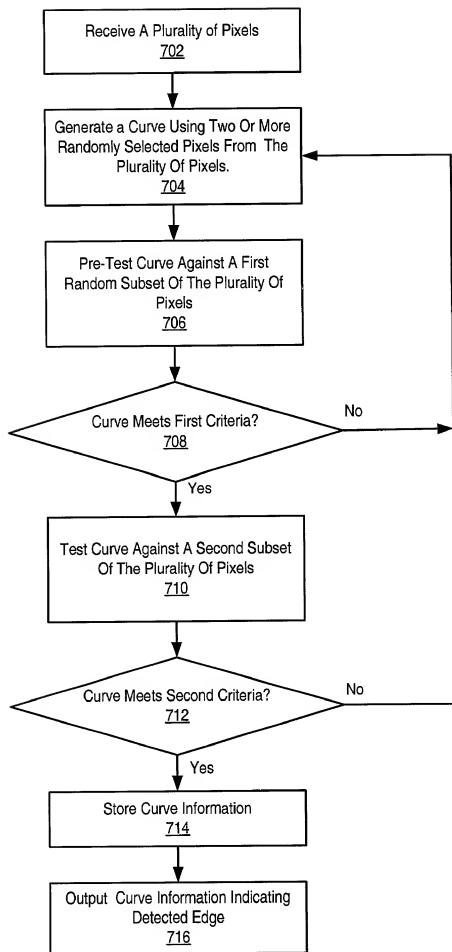 Receive A Plurality of Pixels
702
Generate a Curve Using Two Or More
Randomly Selected Pixels From The
Plurality Of Pixels.
704
Pre-Test Curve Against A First
Random Subset Of The Plurality Of
Pixels
706
Curve Meets First Criteria?
708
No
Yes
Test Curve Against A Second Subset
Of The Plurality Of Pixels
710
Curve Meets Second Criteria?
712
No
Yes
Store Curve Information
714
Output Curve Information Indicating
Detected Edge
716